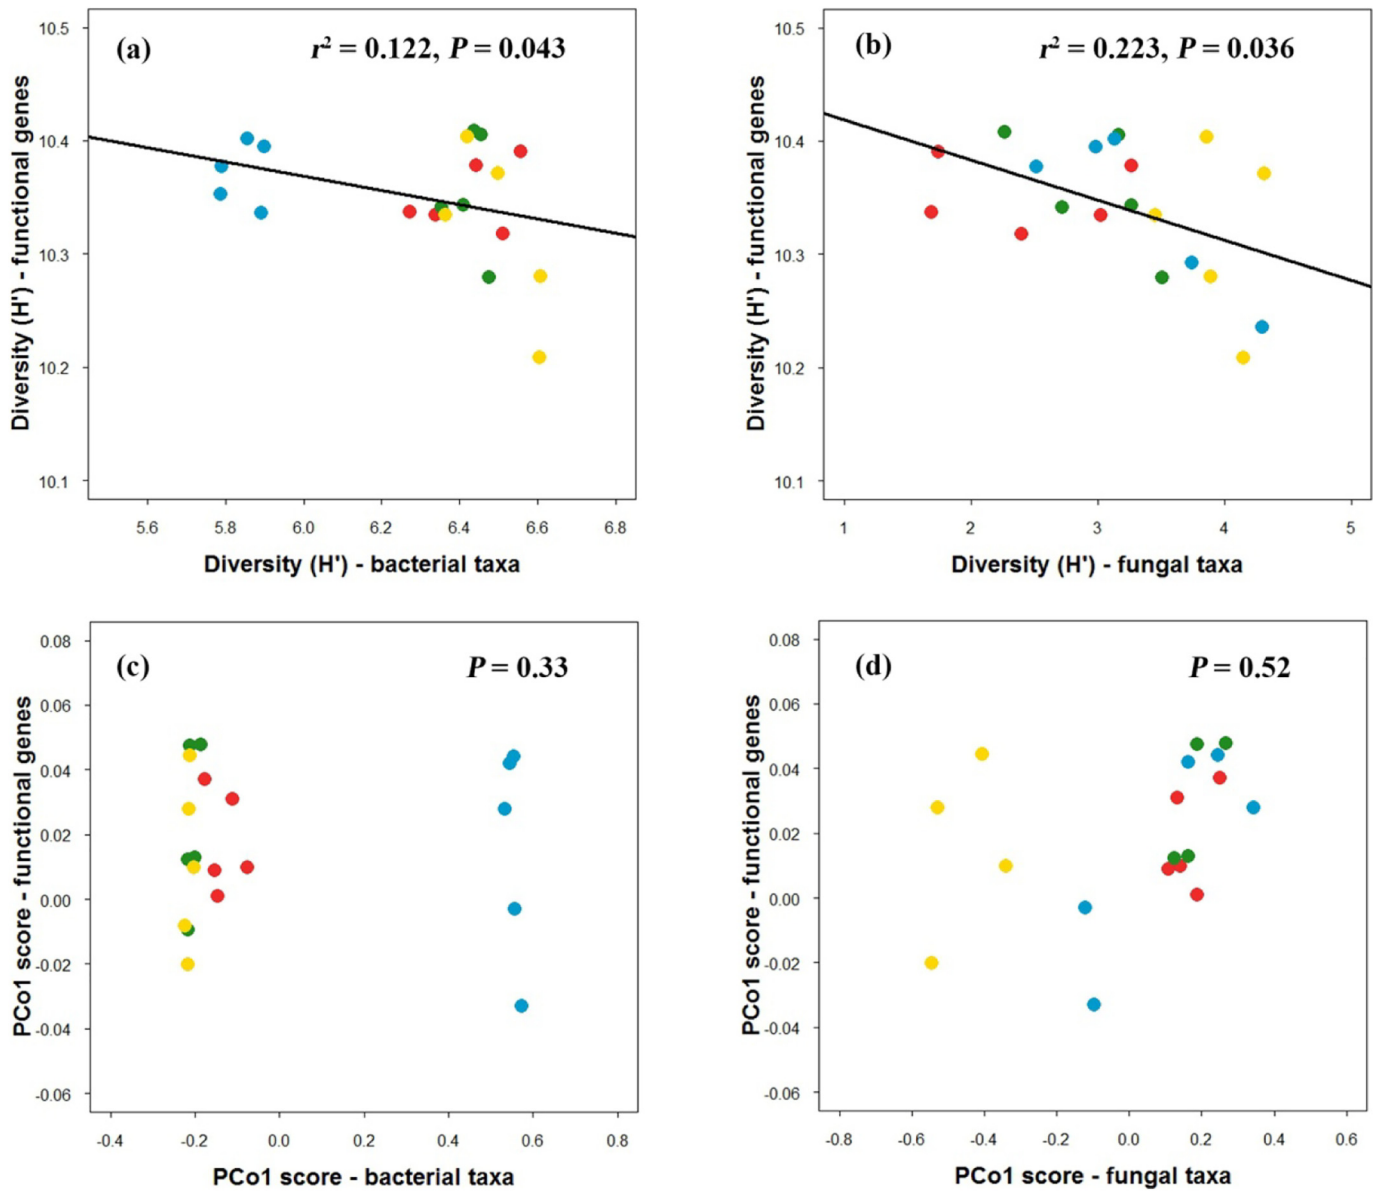 (a)
r² = 0.122, P = 0.043
10.5
10.4
10.3
10.2
10.1
Diversity (H') - functional genes
5.6 5.8 6.0 6.2 6.4 6.6 6.8
Diversity (H') - bacterial taxa
(b)
r² = 0.223, P = 0.036
10.5
10.4
10.3
10.2
10.1
Diversity (H') - functional genes
1 2 3 4 5
Diversity (H') - fungal taxa
(c)
P = 0.33
0.08
0.06
0.04
0.02
0.00
-0.02
-0.04
-0.06
PCo1 score - functional genes
-0.4 -0.2 0.0 0.2 0.4 0.6 0.8
PCo1 score - bacterial taxa
(d)
P = 0.52
0.08
0.06
0.04
0.02
0.00
-0.02
-0.04
-0.06
PCo1 score - functional genes
-0.8 -0.6 -0.4 -0.2 0.0 0.2 0.4 0.6
PCo1 score - fungal taxa